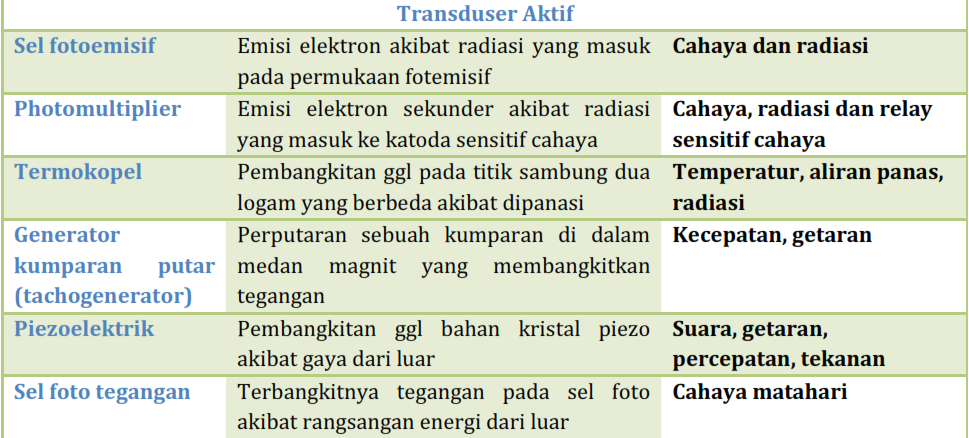 Transduser Aktif
Sel fotoemisif
Emisi elektron akibat radiasi yang masuk
pada permukaan fotemisif
Cahaya dan radiasi
Photomultiplier
Emisi elektron sekunder akibat radiasi
yang masuk ke katoda sensitif cahaya
Cahaya, radiasi dan relay
sensitif cahaya
Termokopel
Pembangkitan ggl pada titik sambung dua
logam yang berbeda akibat dipanasi
Temperatur, aliran panas,
radiasi
Generator
kumparan putar
(tachogenerator)
Perputaran sebuah kumparan di dalam
medan magnit yang membangkitkan
tegangan
Kecepatan, getaran
Piezoelektrik
Pembangkitan ggl bahan kristal piezo
akibat gaya dari luar
Suara, getaran,
percepatan, tekanan
Sel foto tegangan
Terbangkitnya tegangan pada sel foto
akibat rangsangan energi dari luar
Cahaya matahari